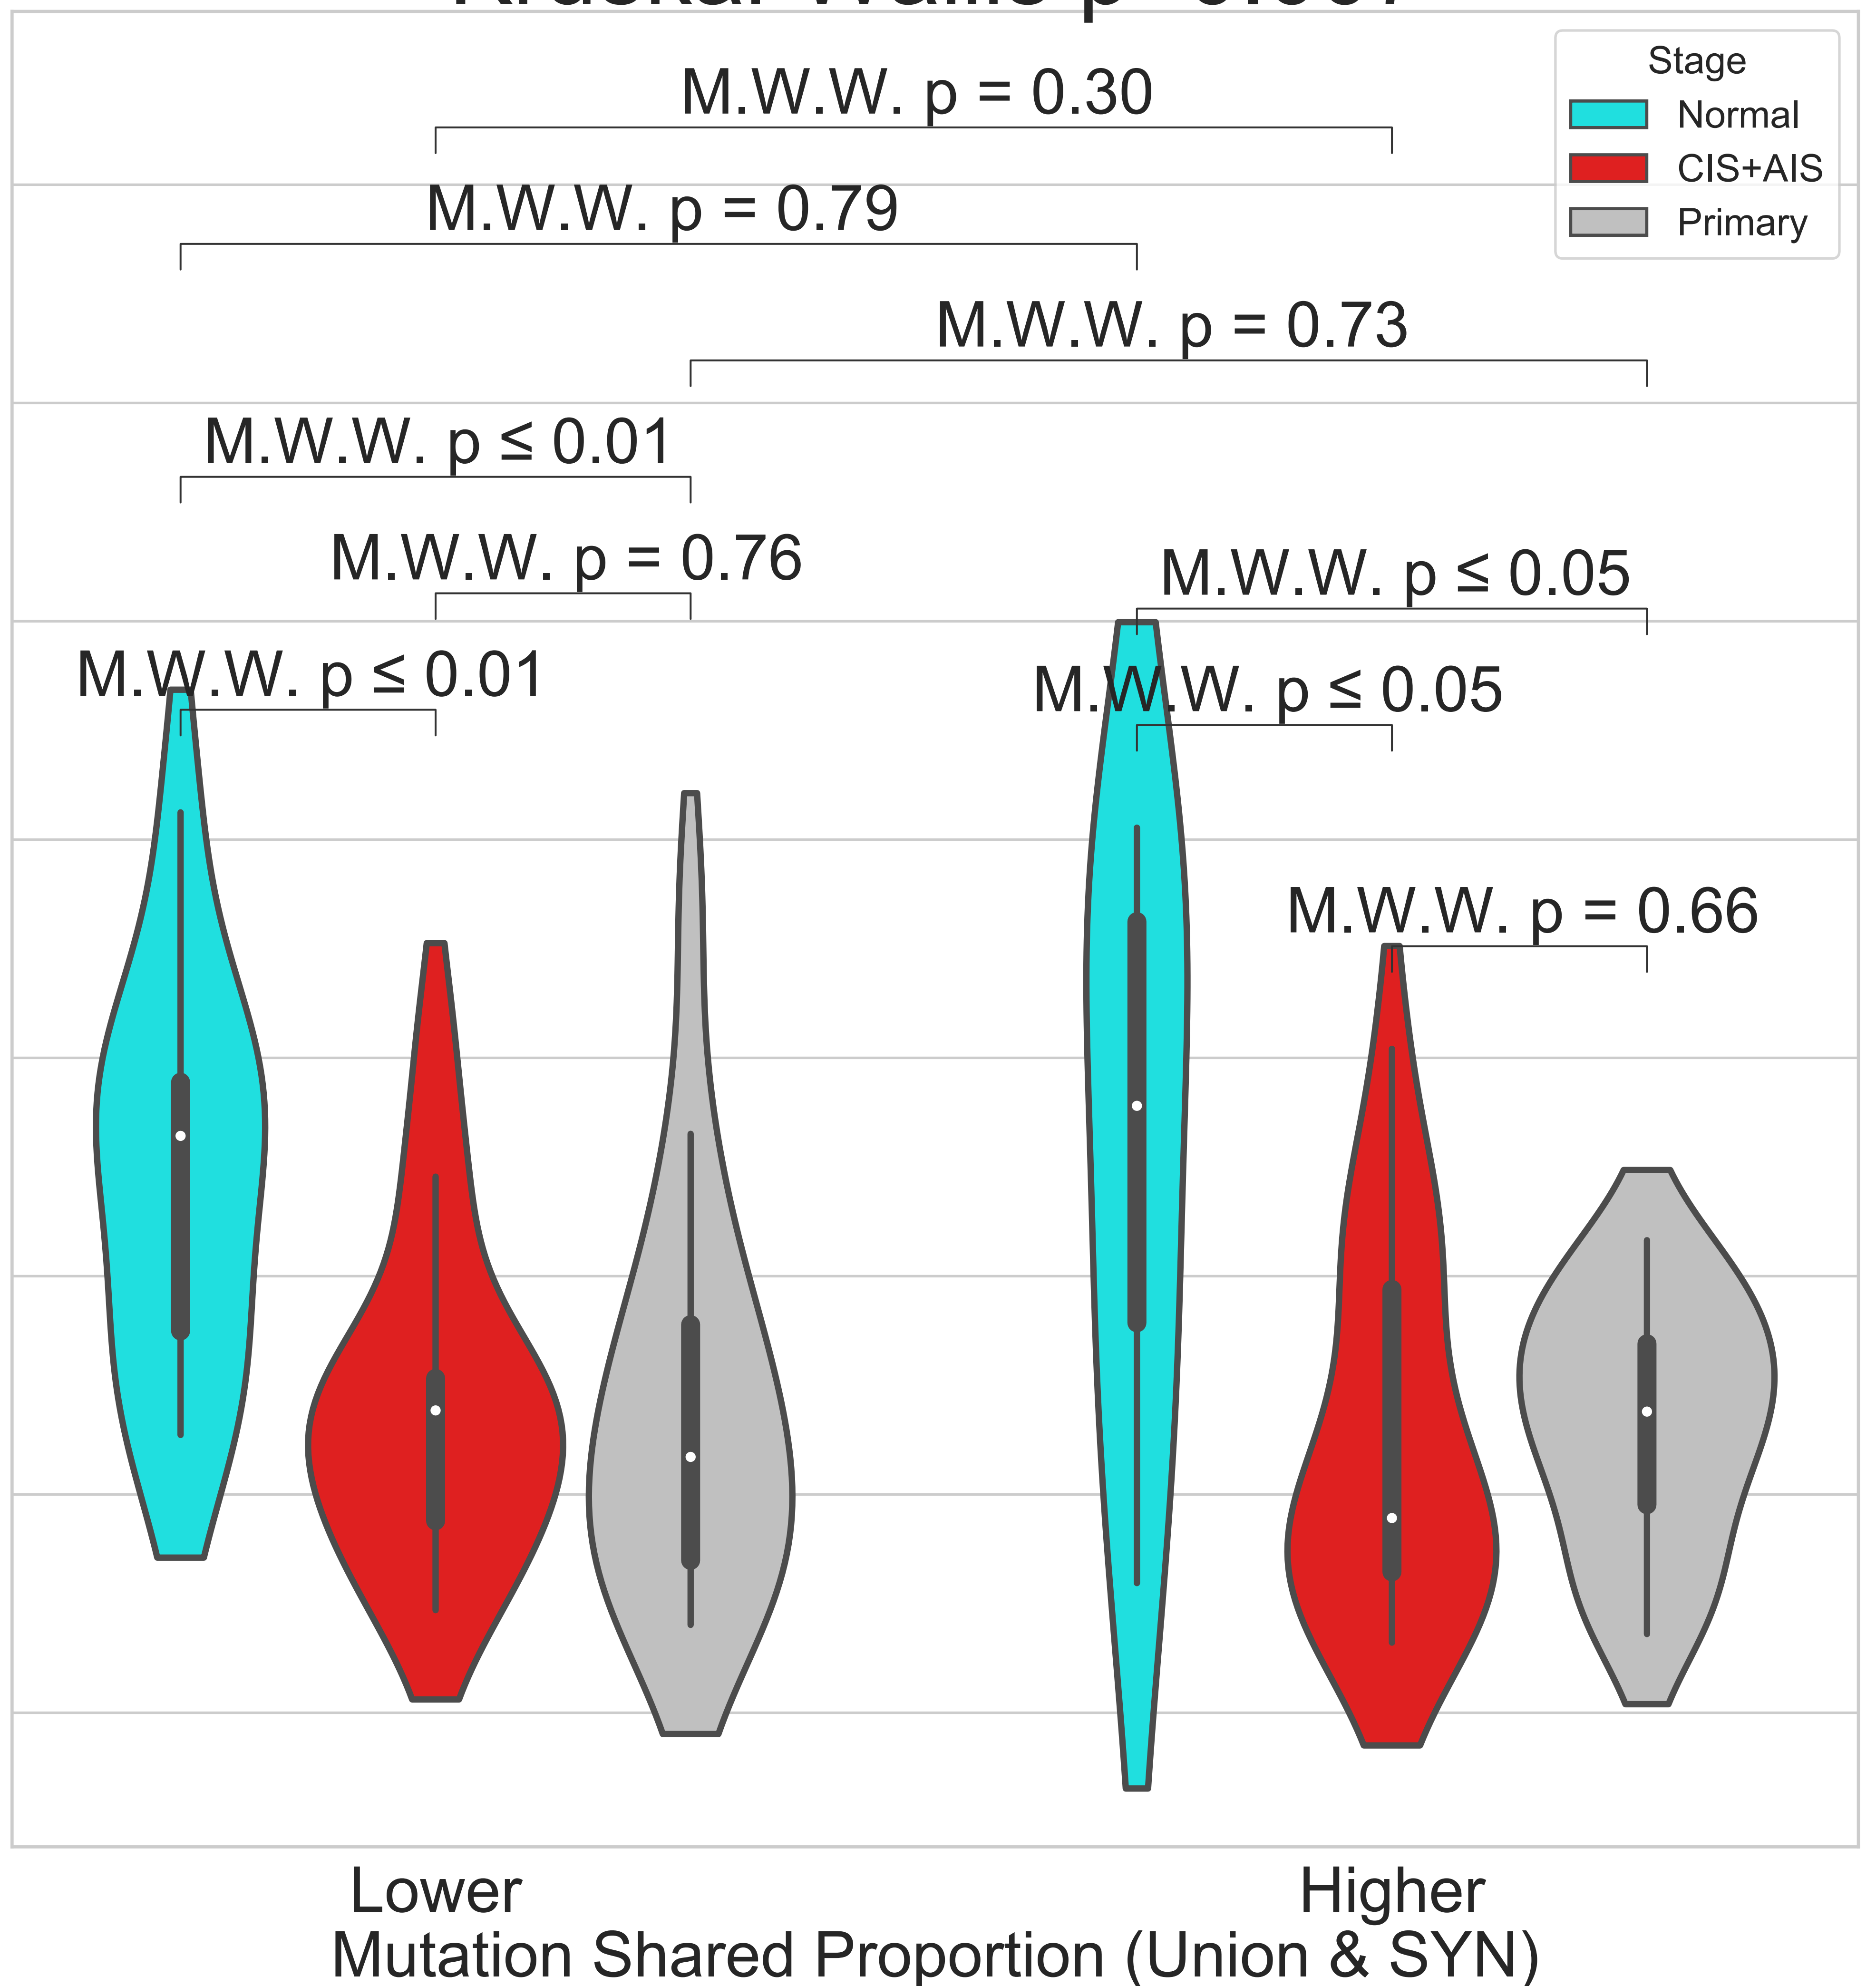 M.W.W. p = 0.30
Stage
Normal
CIS+AIS
Primary
M.W.W. p = 0.79
M.W.W. p = 0.73
M.W.W. p ≤ 0.01
M.W.W. p = 0.76
M.W.W. p ≤ 0.05
M.W.W. p ≤ 0.01
M.W.W. p ≤ 0.05
M.W.W. p = 0.66
Lower
Higher
Mutation Shared Proportion (Union & SYN)